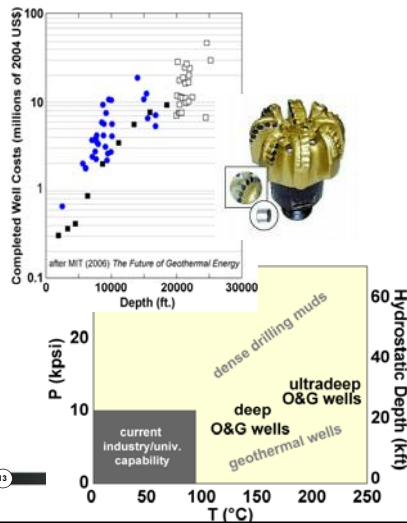 Completed Well Costs (millions of 2004 US$)
100
10
1
0.1
after MIT (2006) The Future of Geothermal Energy
0
10000
20000
30000
Depth (ft.)
P (kpsi)
20
10
0
Hydrostatic Depth (kft)
60
40
20
0
dense drilling muds
ultradeep
O&G wells
deep
O&G wells
geothermal wells
current
industry/univ.
capability
0
50
100
150
200
250
T (°C)
13